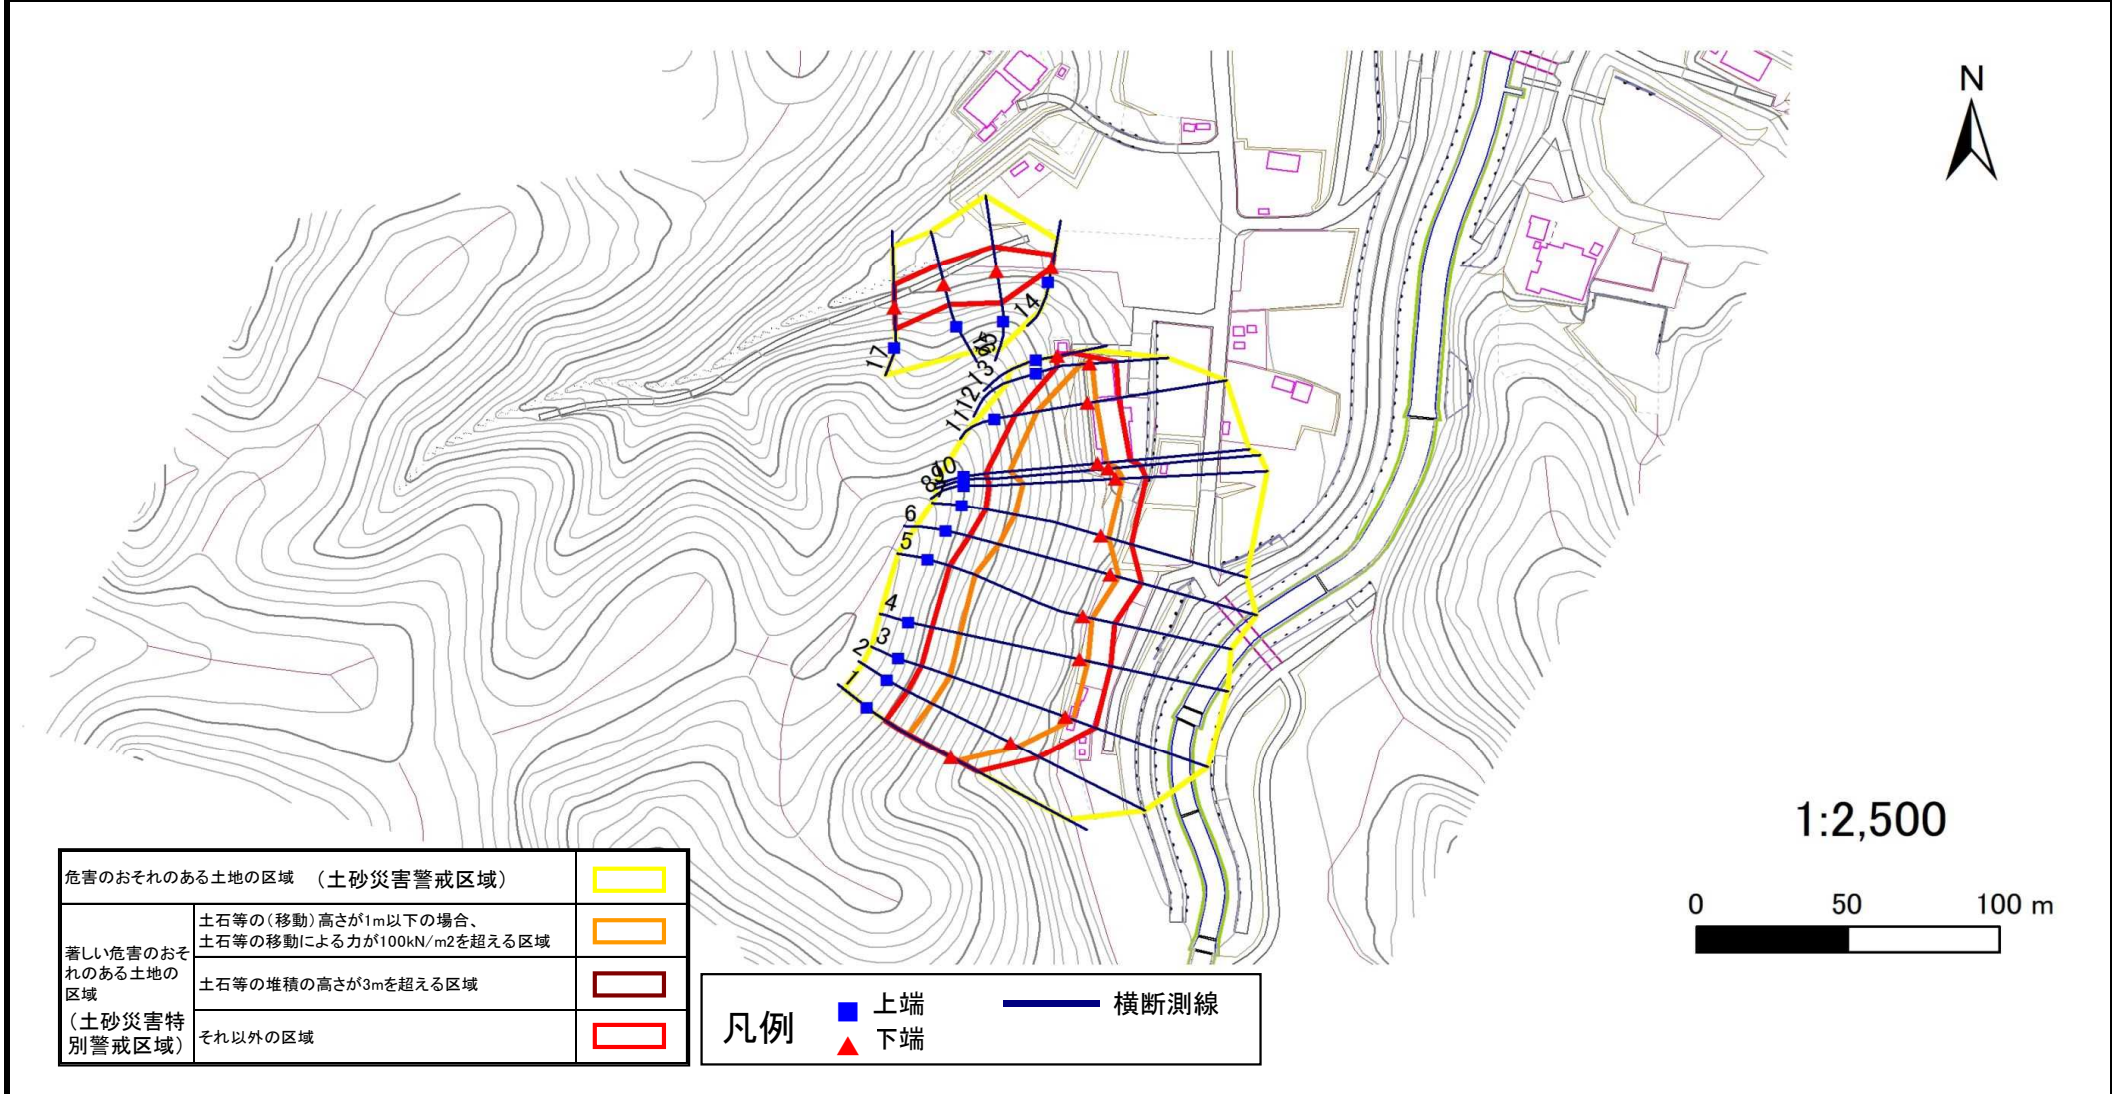 N
17
14
15
13
12
11
10
9
8
6
5
4
3
2
1
1:2,500
0 50 100 m
危害のおそれのある土地の区域 （土砂災害警戒区域）
著しい危害のおそ
れのある土地の
区域
（土砂災害特
別警戒区域）
土石等の（移動）高さが1m以下の場合、
土石等の移動による力が100kN/m2を超える区域
土石等の堆積の高さが3mを超える区域
それ以外の区域
凡例
上端
下端
横断測線